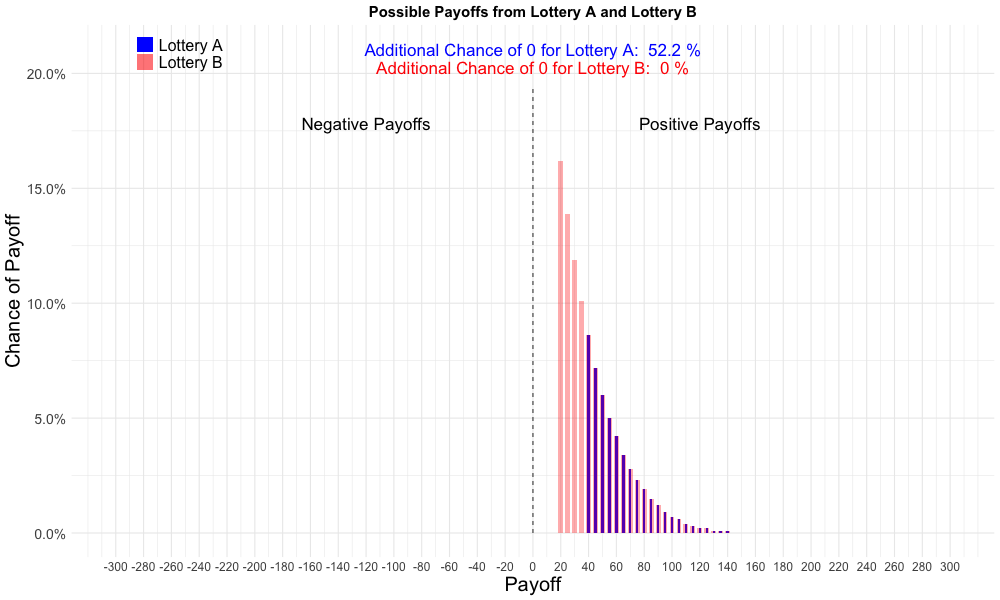 Possible Payoffs from Lottery A and Lottery B
Lottery A
Lottery B
Additional Chance of 0 for Lottery A:  52.2 %
Additional Chance of 0 for Lottery B:  0 %
Negative Payoffs
Positive Payoffs
Chance of Payoff
20.0%
15.0%
10.0%
5.0%
0.0%
-300 -280 -260 -240 -220 -200 -180 -160 -140 -120 -100 -80 -60 -40 -20 0 20 40 60 80 100 120 140 160 180 200 220 240 260 280 300
Payoff